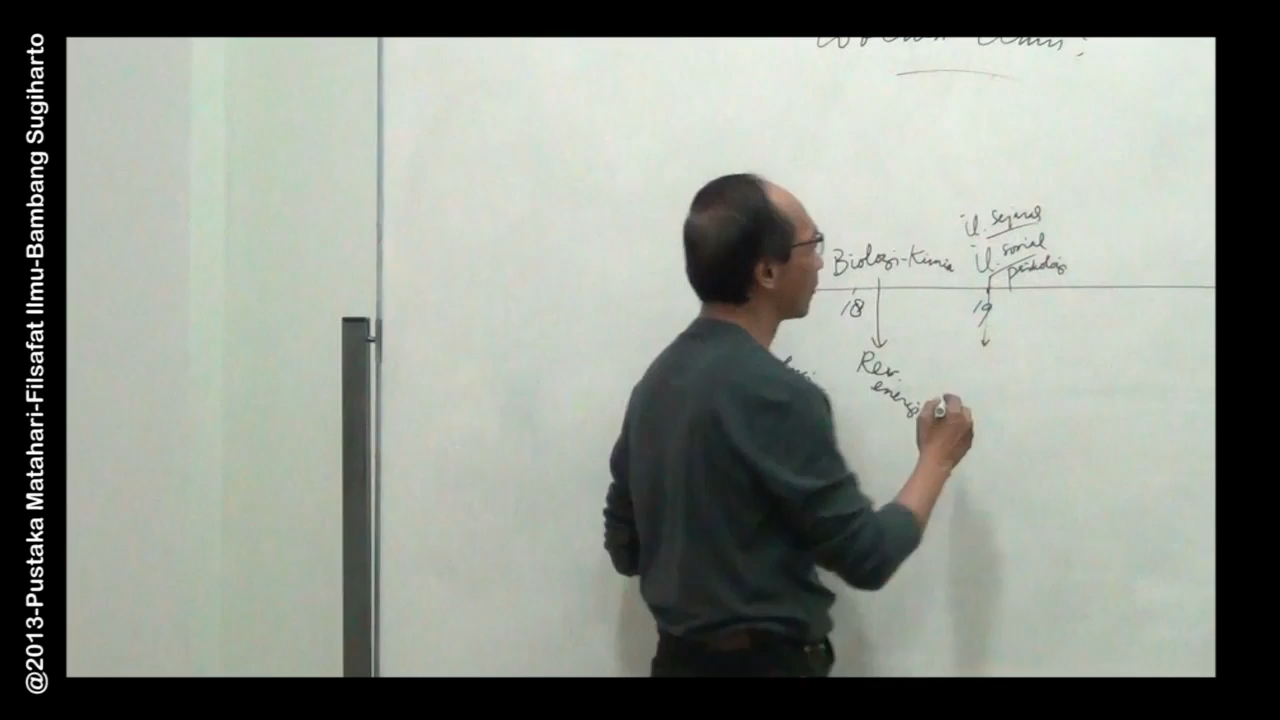 @2013-Pustaka Matahari-Filsafat Ilmu-Bambang Sugiharto
Il. sejarah
Biologi-Kimia
Il. sosial
psikologi
18
19
Rev.
energi